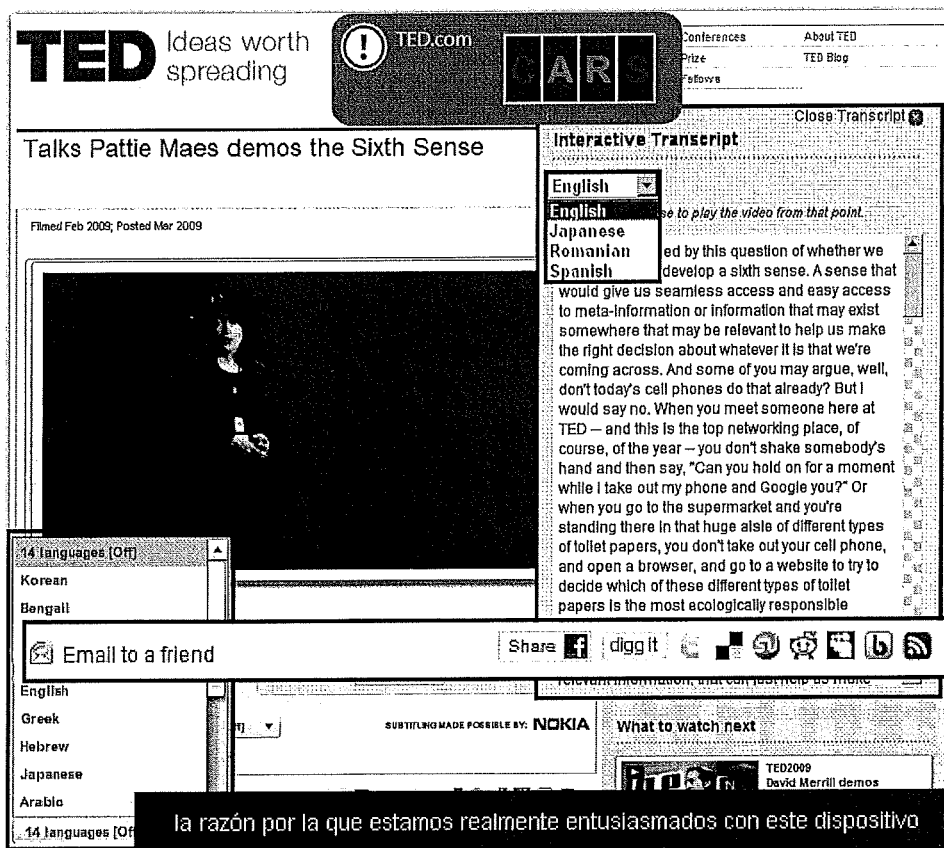 TED Ideas worth
spreading
TED.com
CARS
Conferences
About TED
Prize
TED Blog
Fellows
Talks Pattie Maes demos the Sixth Sense
Filmed Feb 2009; Posted Mar 2009
Close Transcript
Interactive Transcript
English
English
Japanese
Romanian
Spanish
se to play the video from that point.
ed by this question of whether we
develop a sixth sense. A sense that
would give us seamless access and easy access
to meta-information or information that may exist
somewhere that may be relevant to help us make
the right decision about whatever it is that we're
coming across. And some of you may argue, well,
don't today's cell phones do that already? But I
would say no. When you meet someone here at
TED — and this is the top networking place, of
course, of the year — you don't shake somebody's
hand and then say, "Can you hold on for a moment
while I take out my phone and Google you?" Or
when you go to the supermarket and you're
standing there in that huge aisle of different types
of toilet papers, you don't take out your cell phone,
and open a browser, and go to a website to try to
decide which of these different types of toilet
papers is the most ecologically responsible
relevant information, that can just help us make
14 languages [Off]
Korean
Bengali
Email to a friend
Share f
digg it
English
Greek
Hebrew
Japanese
Arabic
14 languages [Off
SUBTITLING MADE POSSIBLE BY: NOKIA
What to watch next
TED2009
David Merrill demos
la razón por la que estamos realmente entusiasmados con este dispositivo